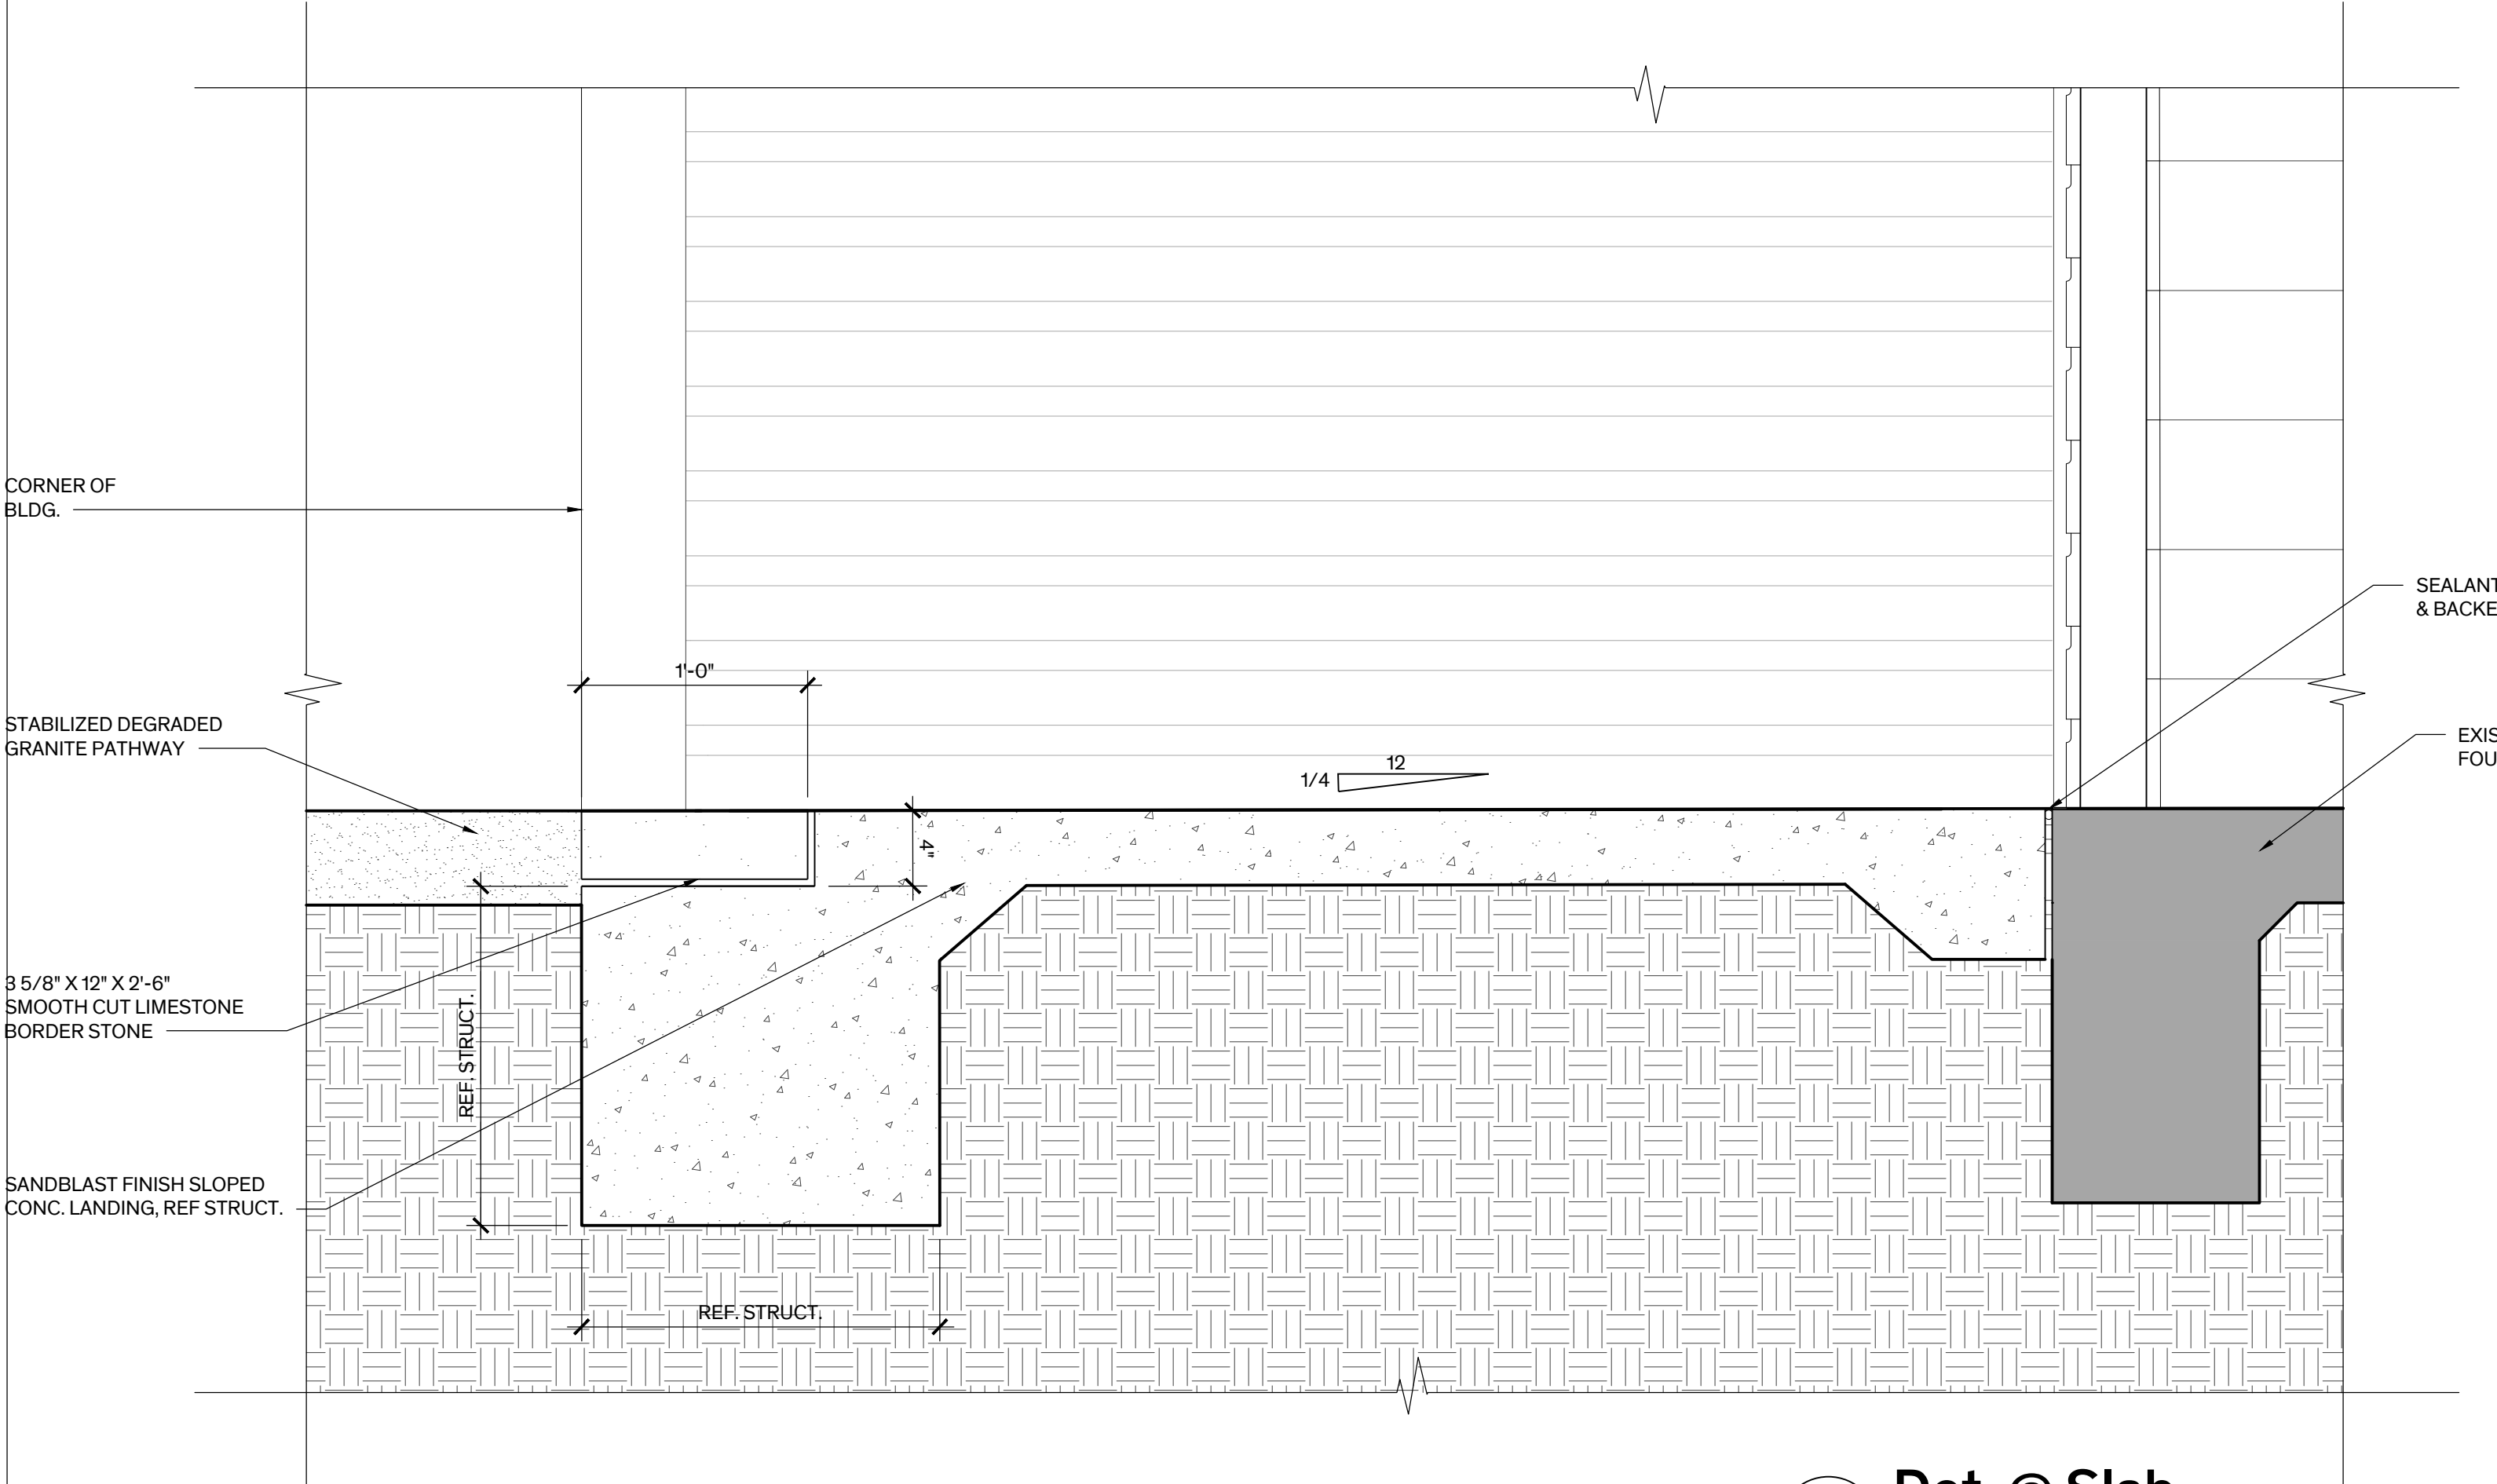 CORNER OF
BLDG.
SEALANT
& BACKE
1'-0"
STABILIZED DEGRADED
GRANITE PATHWAY
EXIS
FOU
12
1/4
4"
3 5/8" X 12" X 2'-6"
SMOOTH CUT LIMESTONE
BORDER STONE
REF. STRUCT.
SANDBLAST FINISH SLOPED
CONC. LANDING, REF STRUCT.
REF. STRUCT.
Det. @ Slab